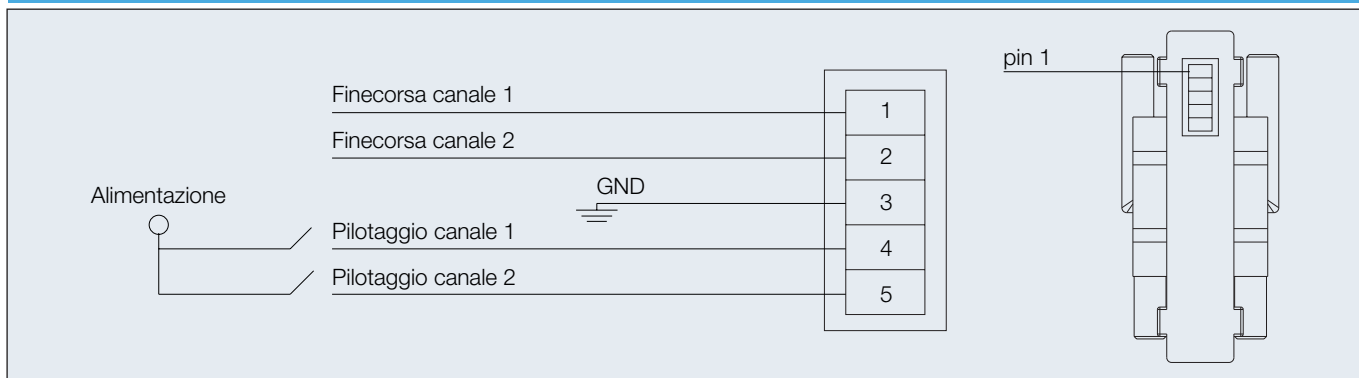 Finecorsa canale 1
Finecorsa canale 2
Alimentazione
GND
Pilotaggio canale 1
Pilotaggio canale 2
1
2
3
4
5
pin 1